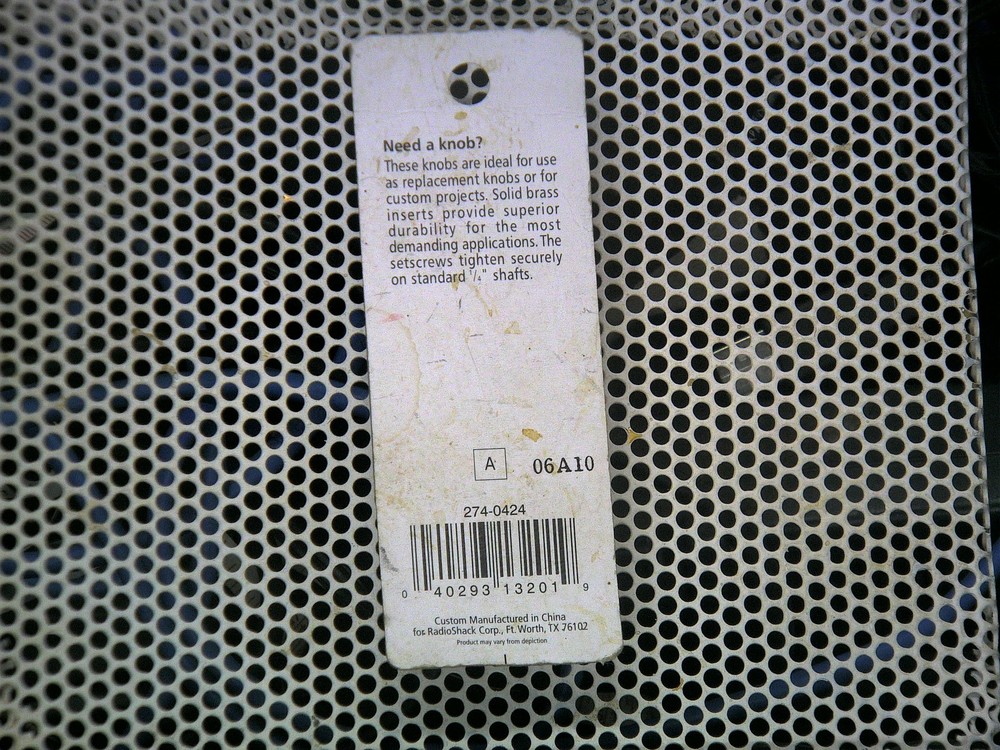 Need a knob?
These knobs are ideal for use
as replacement knobs or for
custom projects. Solid brass
inserts provide superior
durability for the most
demanding applications. The
setscrews tighten securely
on standard 1/4" shafts.
A 06A10
274-0424
0 40293 13201 9
Custom Manufactured in China
for RadioShack Corp., Ft. Worth, TX 76102
Product may vary from depiction